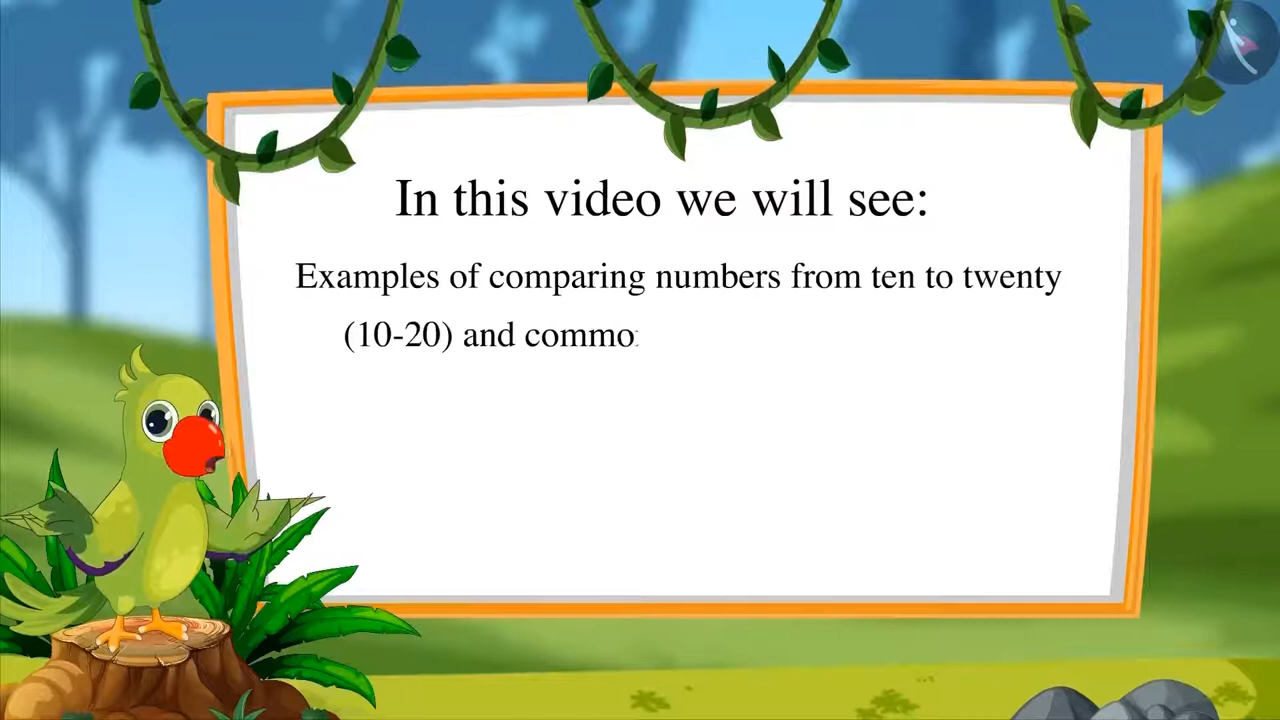 In this video we will see:
Examples of comparing numbers from ten to twenty
(10-20) and commo